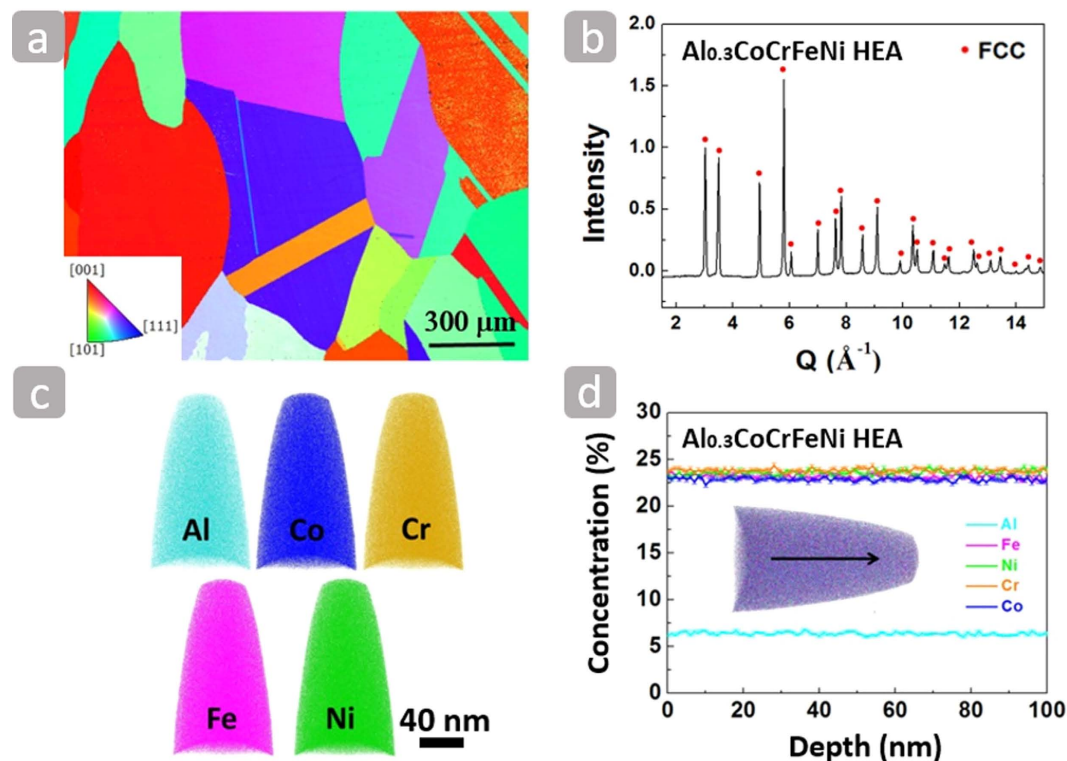 a
[001]
[111]
[101]
300 μm
b
Al0.3CoCrFeNi HEA
FCC
Intensity
2.0
1.5
1.0
0.5
0.0
2 4 6 8 10 12 14
Q (Å-1)
c
Al
Co
Cr
Fe
Ni
40 nm
d
Al0.3CoCrFeNi HEA
Concentration (%)
30
25
20
15
10
5
0
Al
Fe
Ni
Cr
Co
0 20 40 60 80 100
Depth (nm)